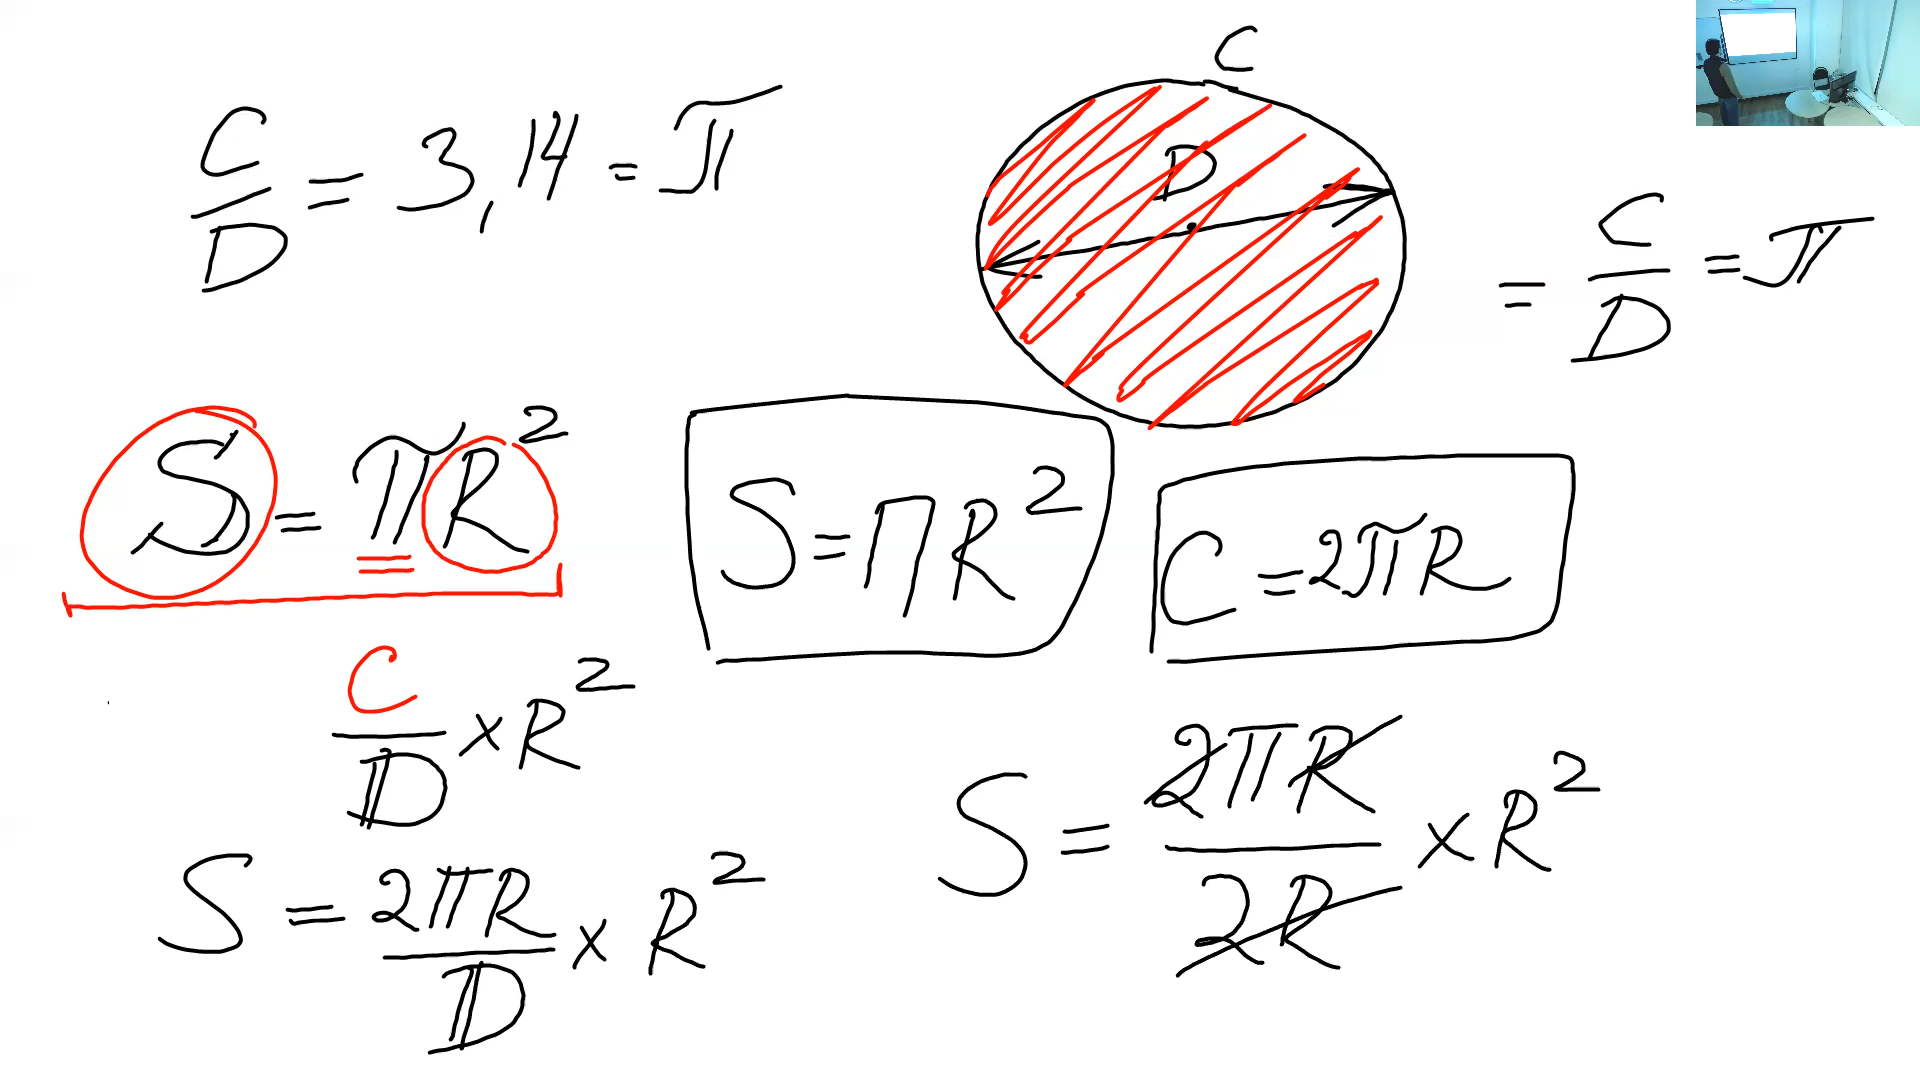 C
C/D = 3,14 = π
D
= C/D = π
S = πR²
S = πR²
C = 2πR
C/D × R²
S = 2πR/2R × R²
S = 2πR/D × R²